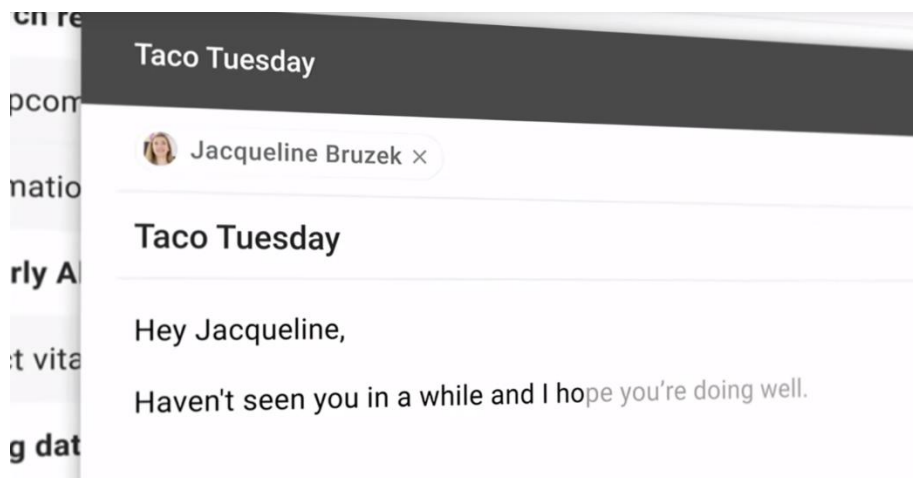 Taco Tuesday
Jacqueline Bruzek ×
Taco Tuesday
Hey Jacqueline,
Haven't seen you in a while and I hope you're doing well.